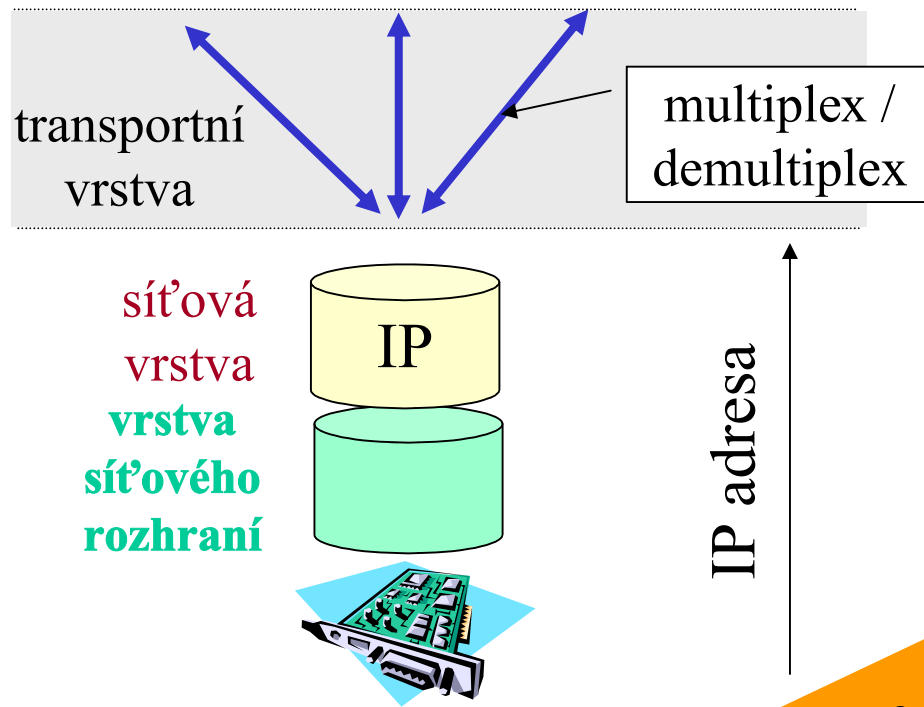 transportní
vrstva
multiplex /
demultiplex
síťová
vrstva
IP
vrstva
síťového
rozhraní
IP adresa